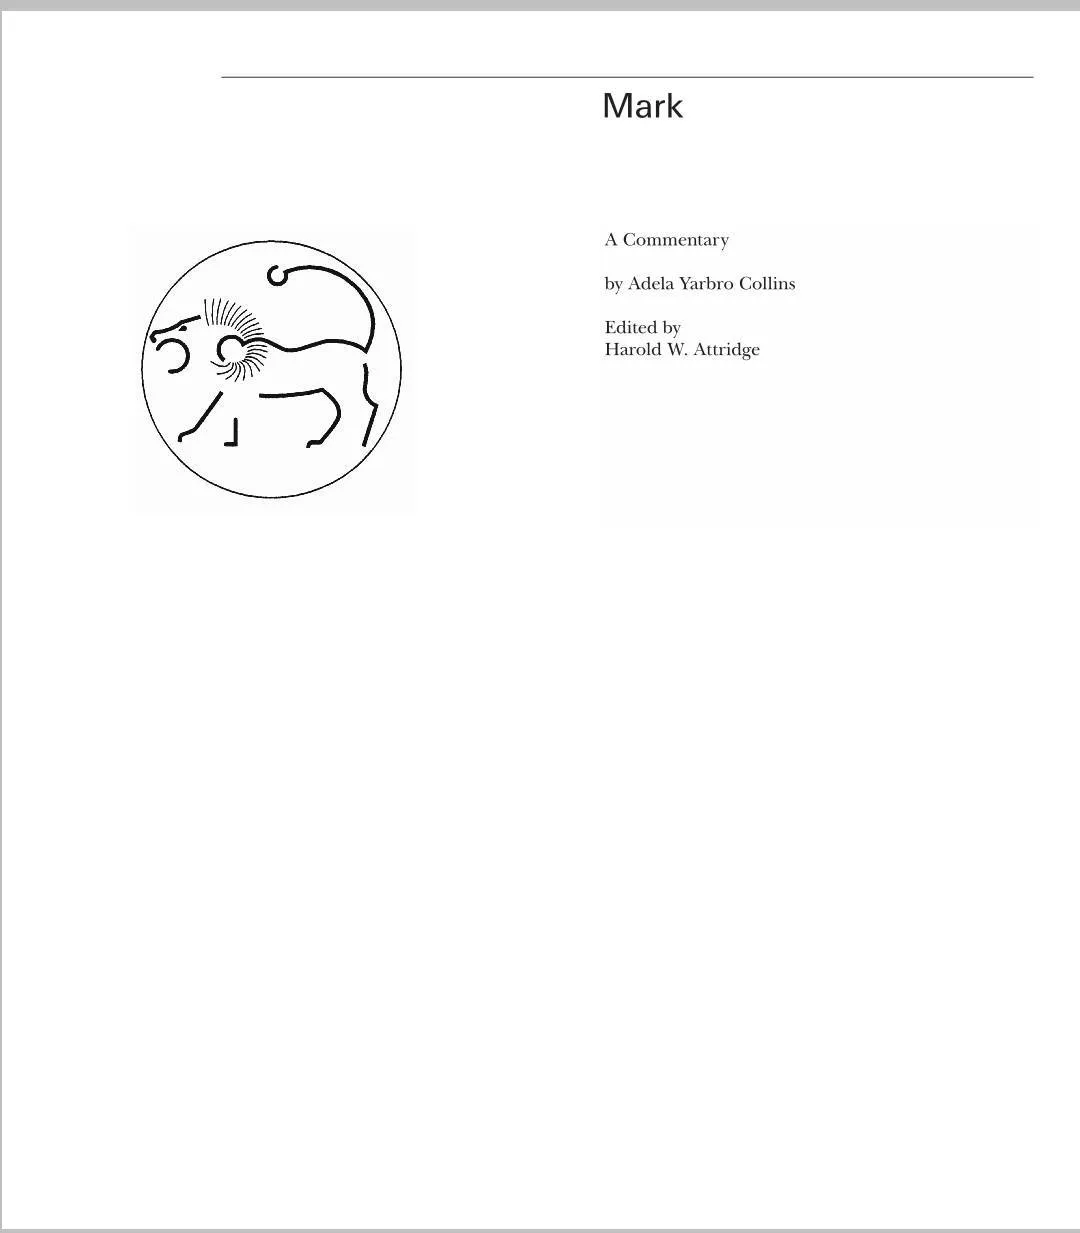 Mark
A Commentary
by Adela Yarbro Collins
Edited by
Harold W. Attridge